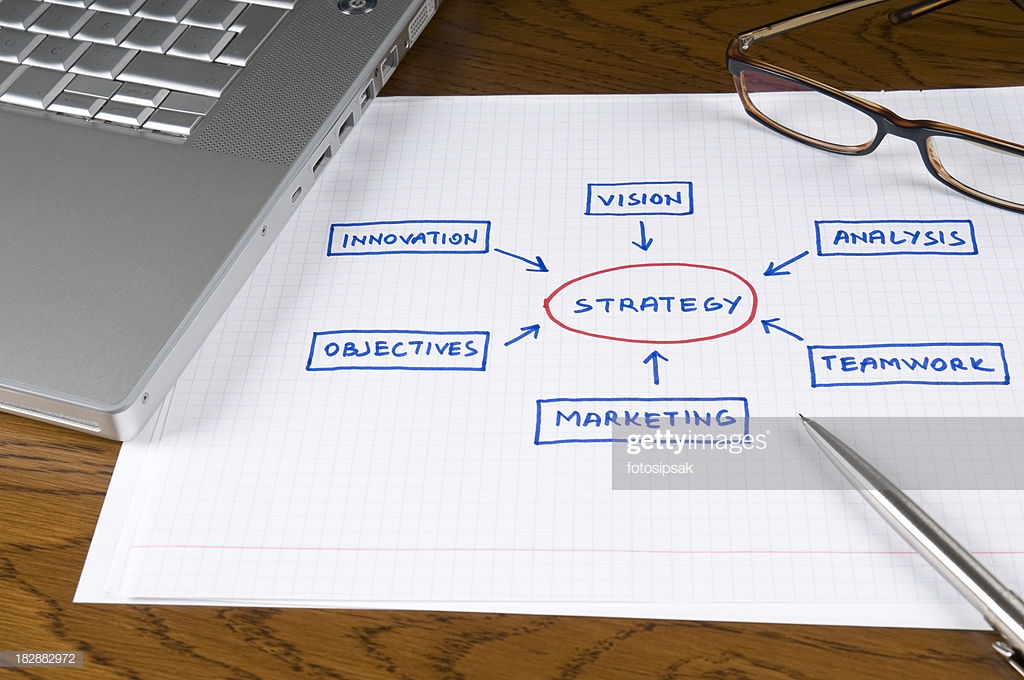 VISION
INNOVATION
ANALYSIS
STRATEGY
OBJECTIVES
TEAMWORK
MARKETING
gettyimages®
fotosipsak
182882972